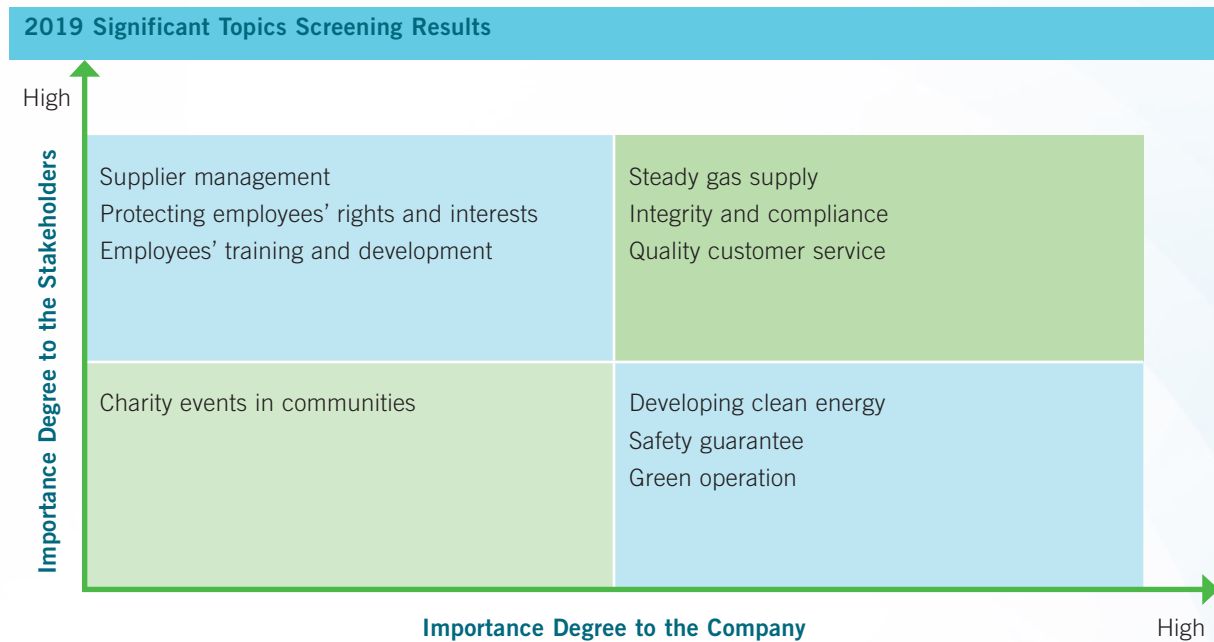 2019 Significant Topics Screening Results
High
Importance Degree to the Stakeholders
Supplier management
Protecting employees’ rights and interests
Employees’ training and development
Steady gas supply
Integrity and compliance
Quality customer service
Charity events in communities
Developing clean energy
Safety guarantee
Green operation
Importance Degree to the Company
High